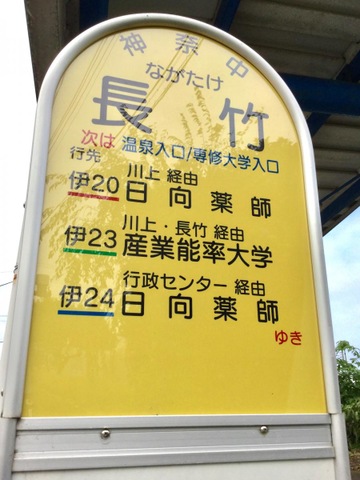 神奈中
ながたけ
長竹
次は 温泉入口/専修大学入口
行先 川上 経由
伊20 日向薬師
川上・長竹 経由
伊23 産業能率大学
行政センター 経由
伊24 日向薬師
ゆき